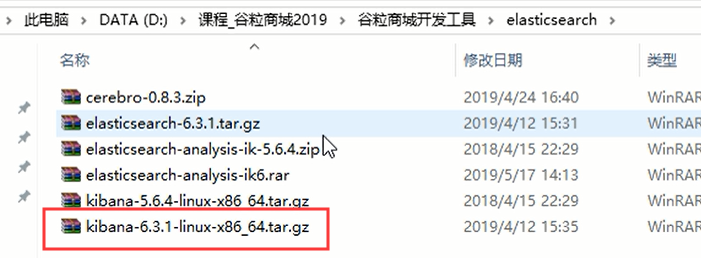 此电脑 > DATA (D:) > 课程_谷粒商城2019 > 谷粒商城开发工具 > elasticsearch >
名称 修改日期 类型
cerebro-0.8.3.zip 2019/4/24 16:40 WinRAR
elasticsearch-6.3.1.tar.gz 2019/4/12 15:31 WinRAR
elasticsearch-analysis-ik-5.6.4.zip 2018/4/15 22:29 WinRAR
elasticsearch-analysis-ik6.rar 2019/5/17 14:13 WinRAR
kibana-5.6.4-linux-x86_64.tar.gz 2018/4/15 22:29 WinRAR
kibana-6.3.1-linux-x86_64.tar.gz 2019/4/12 15:35 WinRAR